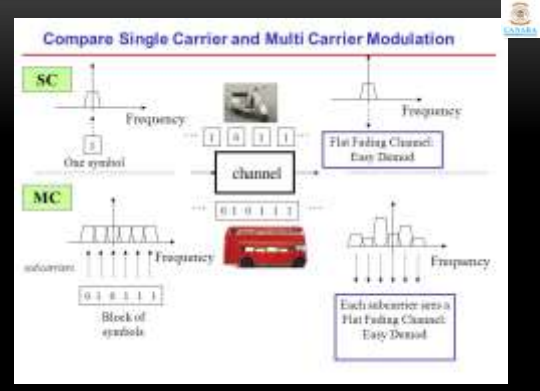 Compare Single Carrier and Multi Carrier Modulation
SC
Frequency
1
One symbol
... 1 0 1 1 ...
channel
Frequency
Flat Fading Channel:
Easy Demod
MC
subcarriers
Frequency
0 1 0 1 1 1
Block of
symbols
... 0 1 0 1 1 1 ...
Frequency
Each subcarrier sees a
Flat Fading Channel:
Easy Demod
CANARA